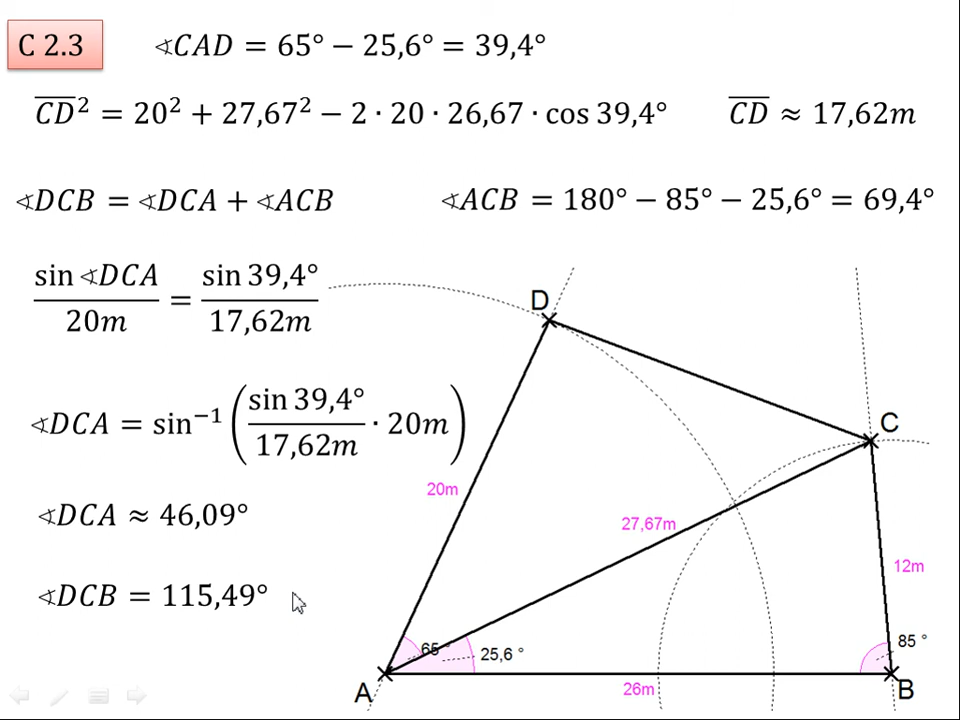 C 2.3
∢CAD = 65° − 25,6° = 39,4°
CD² = 20² + 27,67² − 2 · 20 · 26,67 · cos 39,4° CD ≈ 17,62m
∢DCB = ∢DCA + ∢ACB ∢ACB = 180° − 85° − 25,6° = 69,4°
sin ∢DCA / 20m = sin 39,4° / 17,62m
∢DCA = sin⁻¹ (sin 39,4° / 17,62m · 20m)
∢DCA ≈ 46,09°
∢DCB = 115,49°
D
C
20m
27,67m
12m
65 °
25,6 °
85 °
A
26m
B